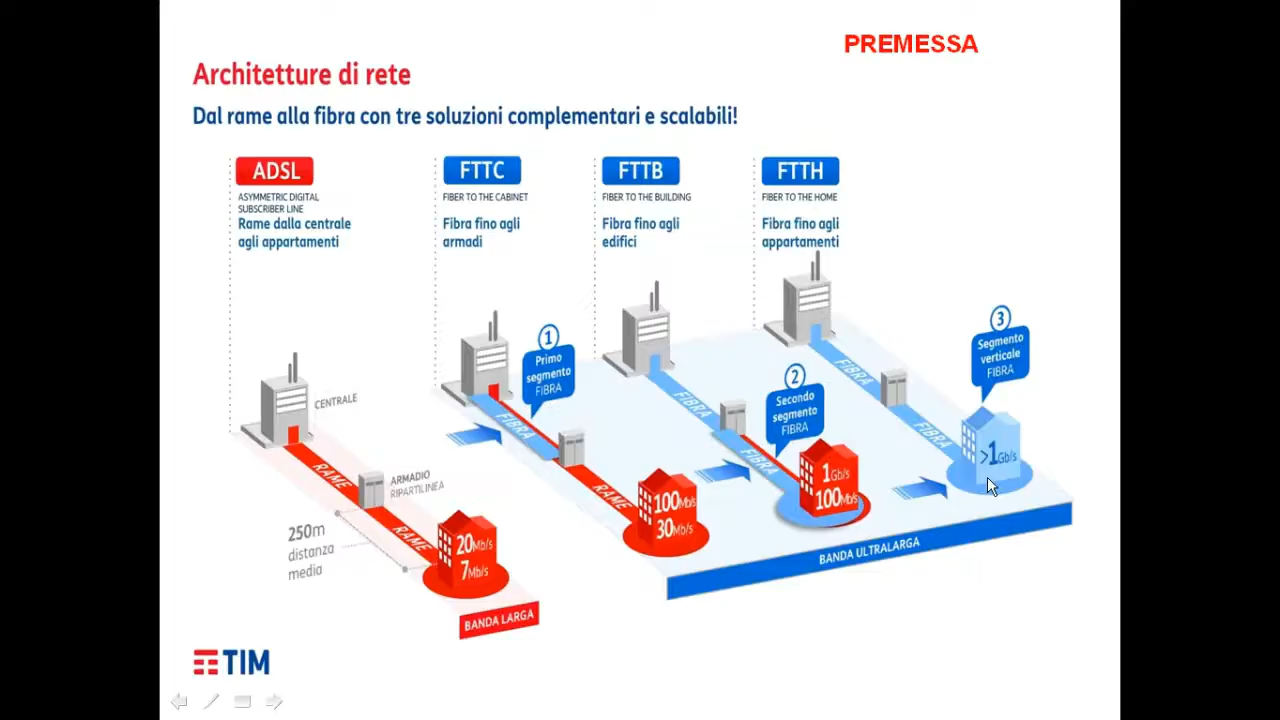 PREMESSA
Architetture di rete
Dal rame alla fibra con tre soluzioni complementari e scalabili!
ADSL
ASYMMETRIC DIGITAL
SUBSCRIBER LINE
Rame dalla centrale
agli appartamenti
FTTC
FIBER TO THE CABINET
Fibra fino agli
armadi
FTTB
FIBER TO THE BUILDING
Fibra fino agli
edifici
FTTH
FIBER TO THE HOME
Fibra fino agli
appartamenti
CENTRALE
RAME
ARMADIO
RIPARTILINEA
RAME
250m
distanza
media
20Mb/s
7Mb/s
BANDA LARGA
1
Primo
segmento
FIBRA
FIBRA
RAME
100Mb/s
30Mb/s
FIBRA
2
Secondo
segmento
FIBRA
FIBRA
1Gb/s
100Mb/s
FIBRA
FIBRA
3
Segmento
verticale
FIBRA
>1Gb/s
BANDA ULTRALARGA
TIM